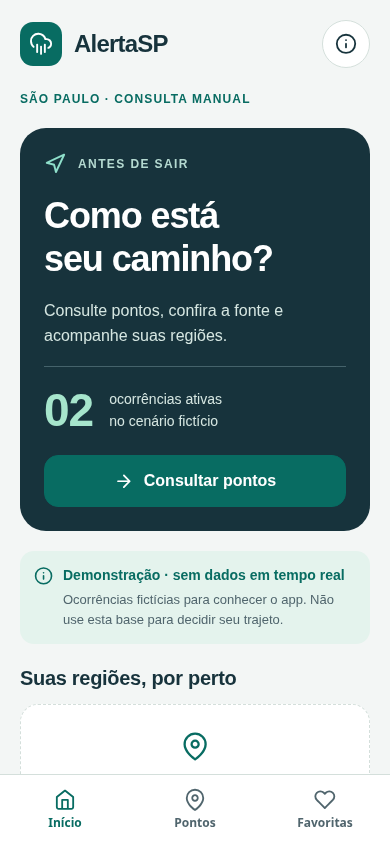 AlertaSP
SÃO PAULO · CONSULTA MANUAL
ANTES DE SAIR
Como está
seu caminho?
Consulte pontos, confira a fonte e
acompanhe suas regiões.
02
ocorrências ativas
no cenário fictício
Consultar pontos
Demonstração · sem dados em tempo real
Ocorrências fictícias para conhecer o app. Não
use esta base para decidir seu trajeto.
Suas regiões, por perto
Início
Pontos
Favoritas